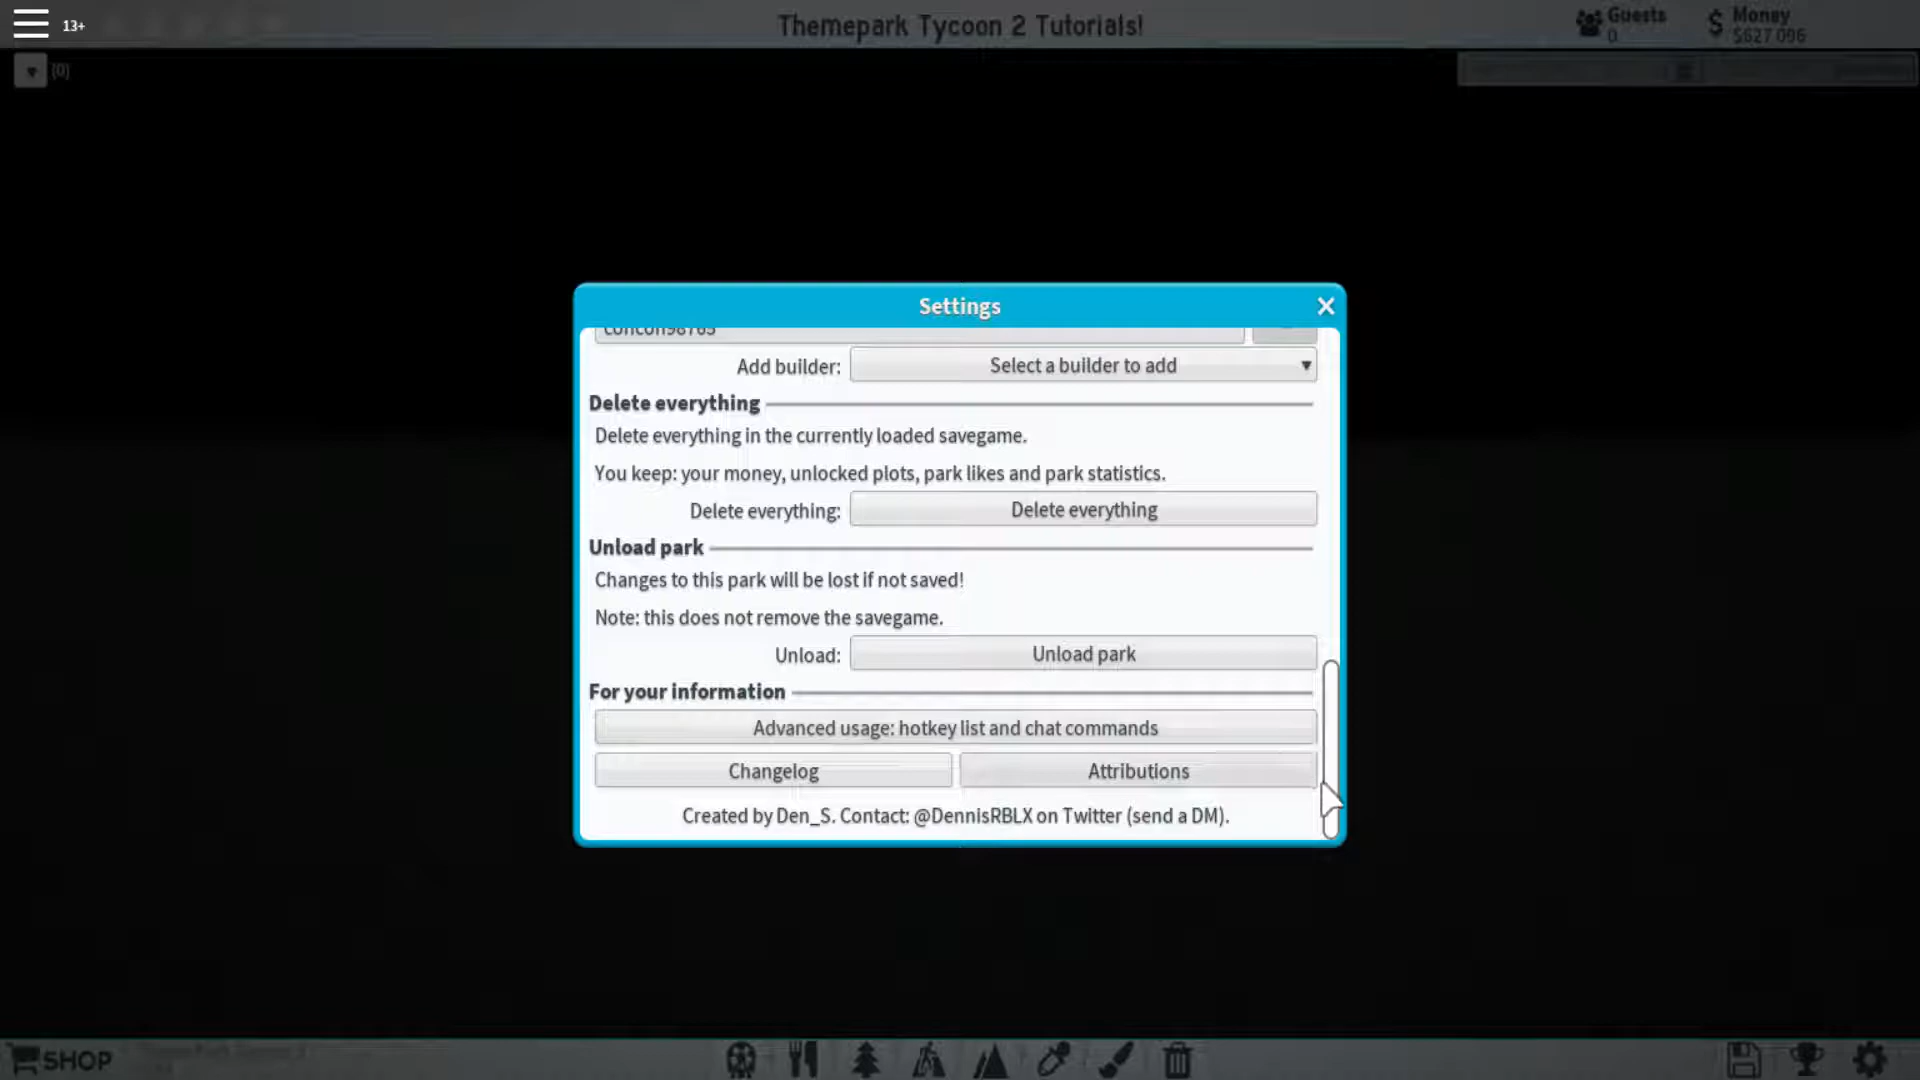 13+
Themepark Tycoon 2 Tutorials!
Guests
0
Money
$627 096
(0)
Settings
concon98765
Add builder:
Select a builder to add
Delete everything
Delete everything in the currently loaded savegame.
You keep: your money, unlocked plots, park likes and park statistics.
Delete everything:
Delete everything
Unload park
Changes to this park will be lost if not saved!
Note: this does not remove the savegame.
Unload:
Unload park
For your information
Advanced usage: hotkey list and chat commands
Changelog
Attributions
Created by Den_S. Contact: @DennisRBLX on Twitter (send a DM).
SHOP